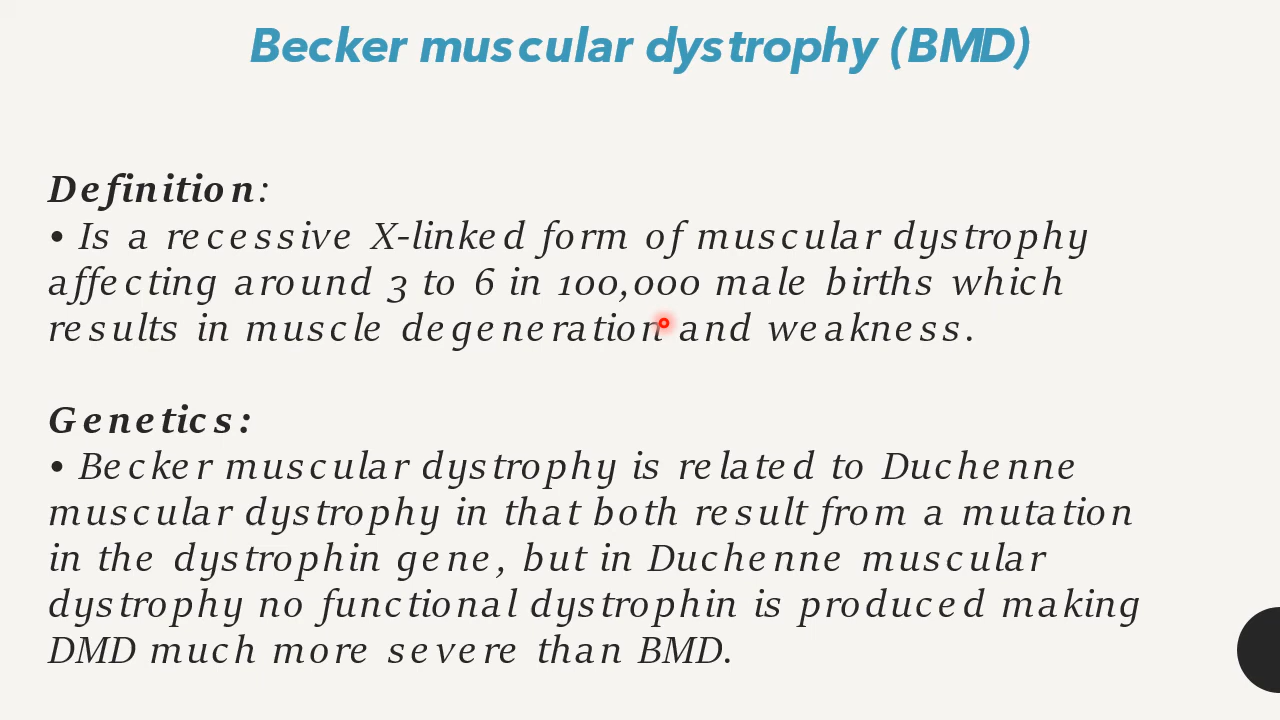 Becker muscular dystrophy (BMD)
Definition:
• Is a recessive X-linked form of muscular dystrophy
affecting around 3 to 6 in 100,000 male births which
results in muscle degeneration and weakness.
Genetics:
• Becker muscular dystrophy is related to Duchenne
muscular dystrophy in that both result from a mutation
in the dystrophin gene, but in Duchenne muscular
dystrophy no functional dystrophin is produced making
DMD much more severe than BMD.